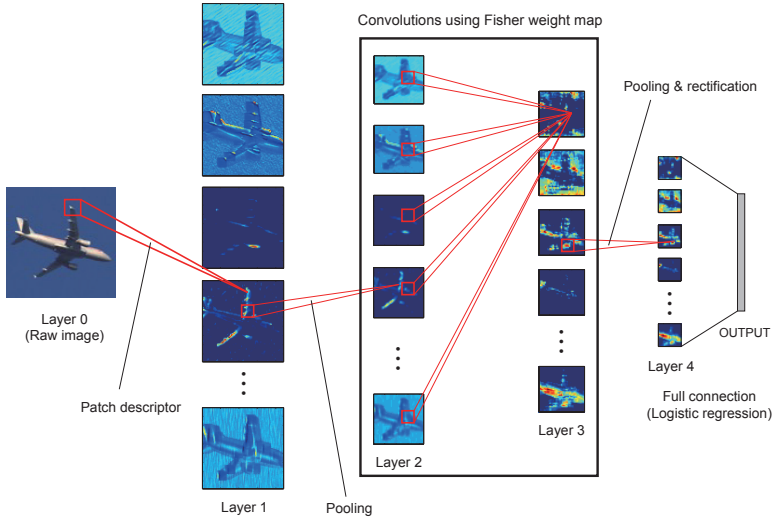 Convolutions using Fisher weight map
Pooling & rectification
Layer 0
(Raw image)
Patch descriptor
Layer 1
Pooling
Layer 2
Layer 3
Layer 4
OUTPUT
Full connection
(Logistic regression)